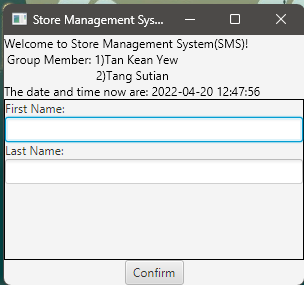 Store Management Sys...
Welcome to Store Management System(SMS)!
Group Member: 1)Tan Kean Yew
2)Tang Sutian
The date and time now are: 2022-04-20 12:47:56
First Name:
Last Name:
Confirm